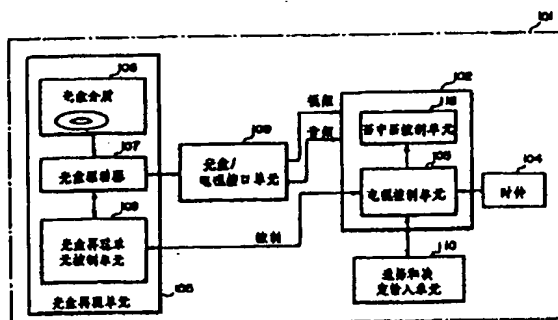 101
106
光盘介质
107
光盘驱动器
108
光盘再现单
元控制单元
光盘再现单元
105
109
光盘/
电视接口单元
视频
音频
控制
102
画中画控制单元
103
电视控制单元
104
时钟
110
选择和决
定输入单元